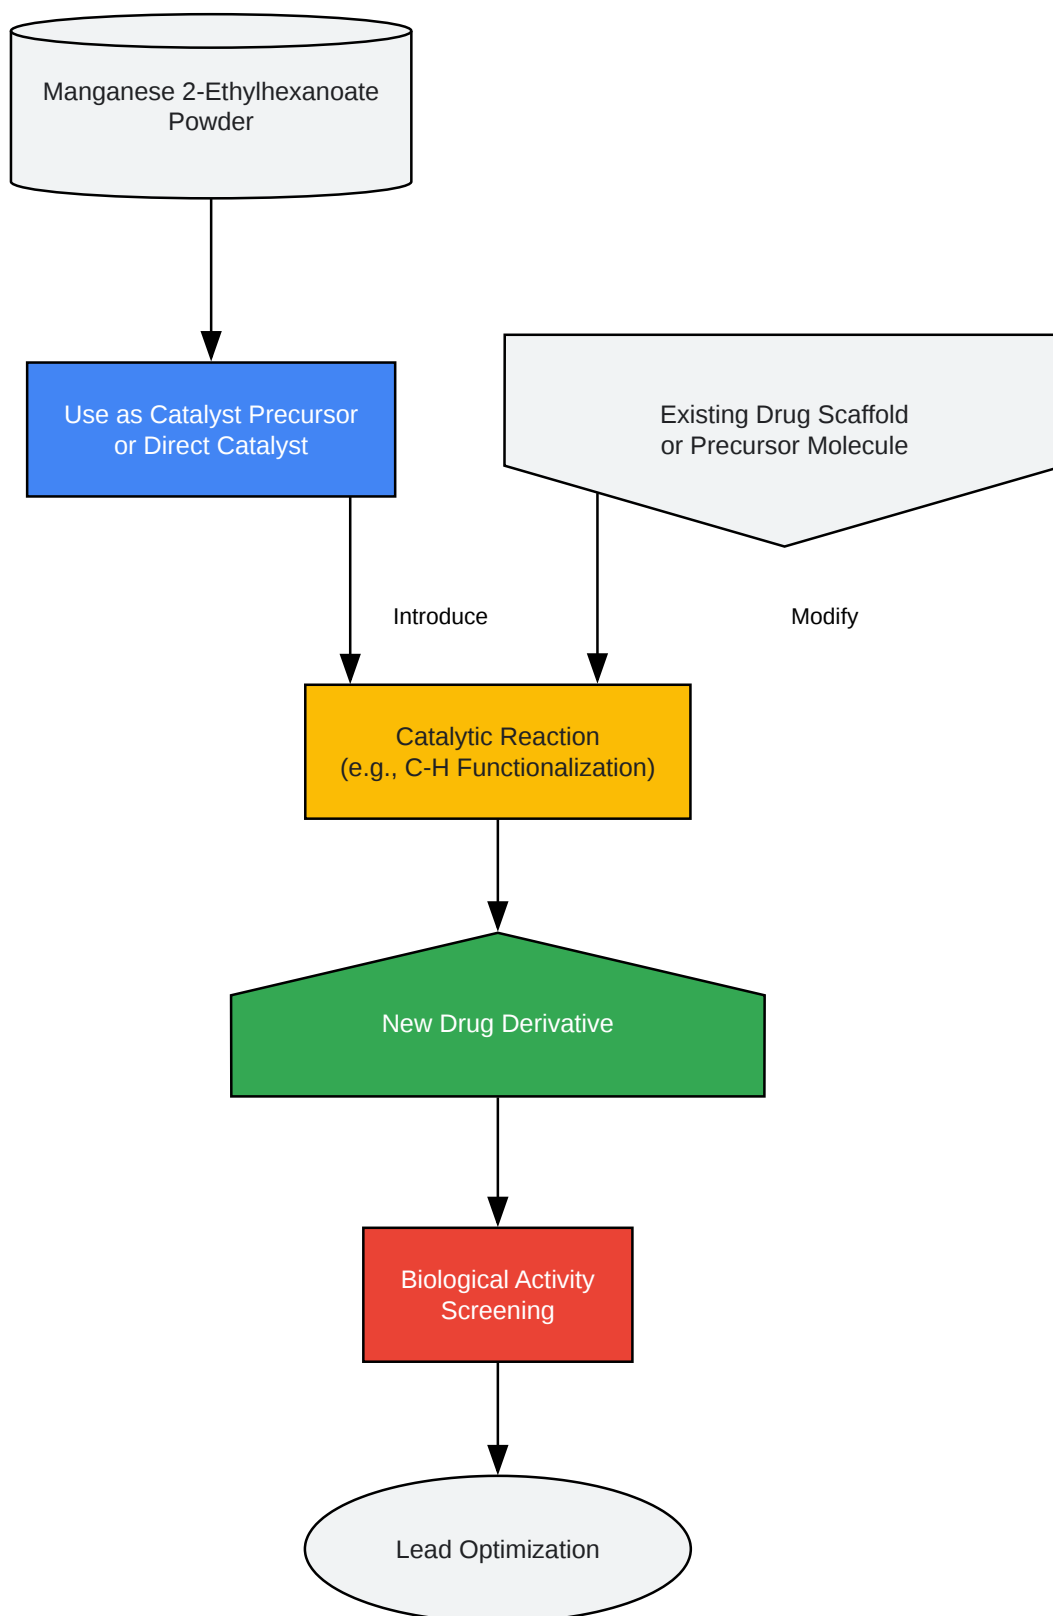 Manganese 2-Ethylhexanoate
Powder
Use as Catalyst Precursor
or Direct Catalyst
Existing Drug Scaffold
or Precursor Molecule
Introduce
Modify
Catalytic Reaction
(e.g., C-H Functionalization)
New Drug Derivative
Biological Activity
Screening
Lead Optimization